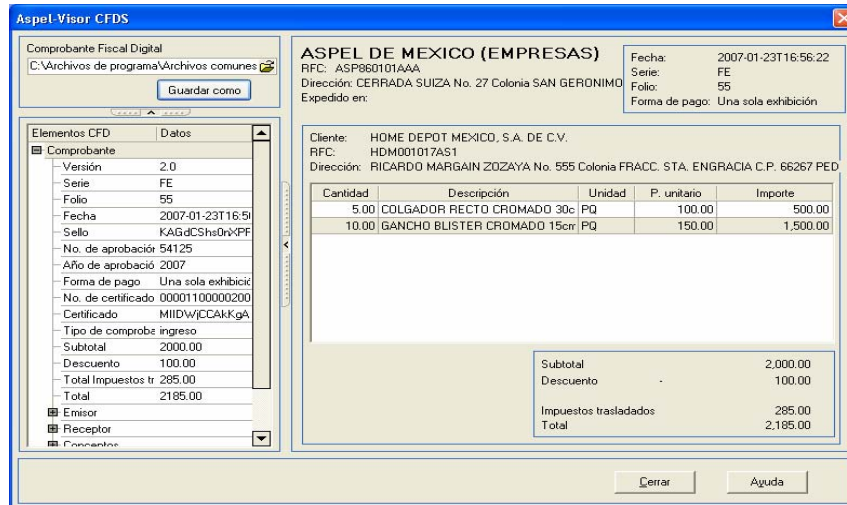 Aspel-Visor CFDS
Comprobante Fiscal Digital
C:\Archivos de programa\Archivos comunes
Guardar como
Elementos CFD Datos
Comprobante
Versión 2.0
Serie FE
Folio 55
Fecha 2007-01-23T16:5
Sello KAGdCShs0rXPF
No. de aprobación 54125
Año de aprobació 2007
Forma de pago Una sola exhibició
No. de certificado 00001100000200
Certificado MIIDWjCCAkKgA
Tipo de comproba ingreso
Subtotal 2000.00
Descuento 100.00
Total Impuestos tr 285.00
Total 2185.00
Emisor
Receptor
Conceptos
ASPEL DE MEXICO (EMPRESAS)
RFC: ASP860101AAA
Dirección: CERRADA SUIZA No. 27 Colonia SAN GERONIMO
Expedido en:
Fecha: 2007-01-23T16:56:22
Serie: FE
Folio: 55
Forma de pago: Una sola exhibición
Cliente: HOME DEPOT MEXICO, S.A. DE C.V.
RFC: HDM001017AS1
Dirección: RICARDO MARGAIN ZOZAYA No. 555 Colonia FRACC. STA. ENGRACIA C.P. 66267 PED
Cantidad Descripción Unidad P. unitario Importe
5.00 COLGADOR RECTO CROMADO 30c PQ 100.00 500.00
10.00 GANCHO BLISTER CROMADO 15cm PQ 150.00 1,500.00
Subtotal 2,000.00
Descuento - 100.00
Impuestos trasladados 285.00
Total 2,185.00
Cerrar
Ayuda